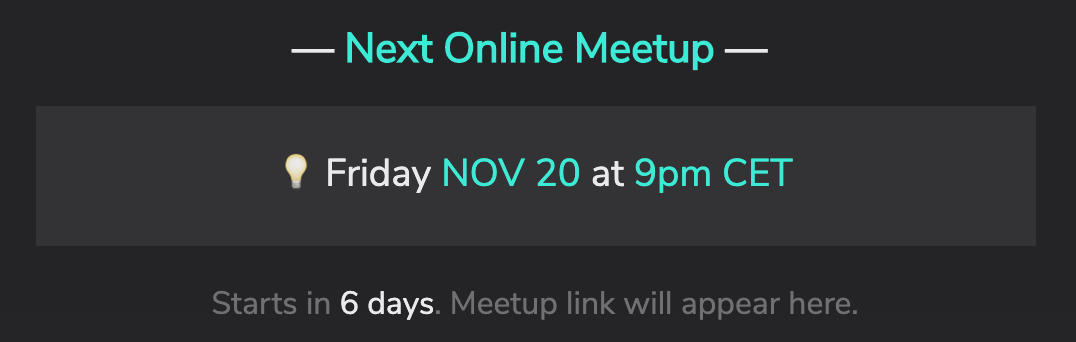 — Next Online Meetup —
💡 Friday NOV 20 at 9pm CET
Starts in 6 days. Meetup link will appear here.